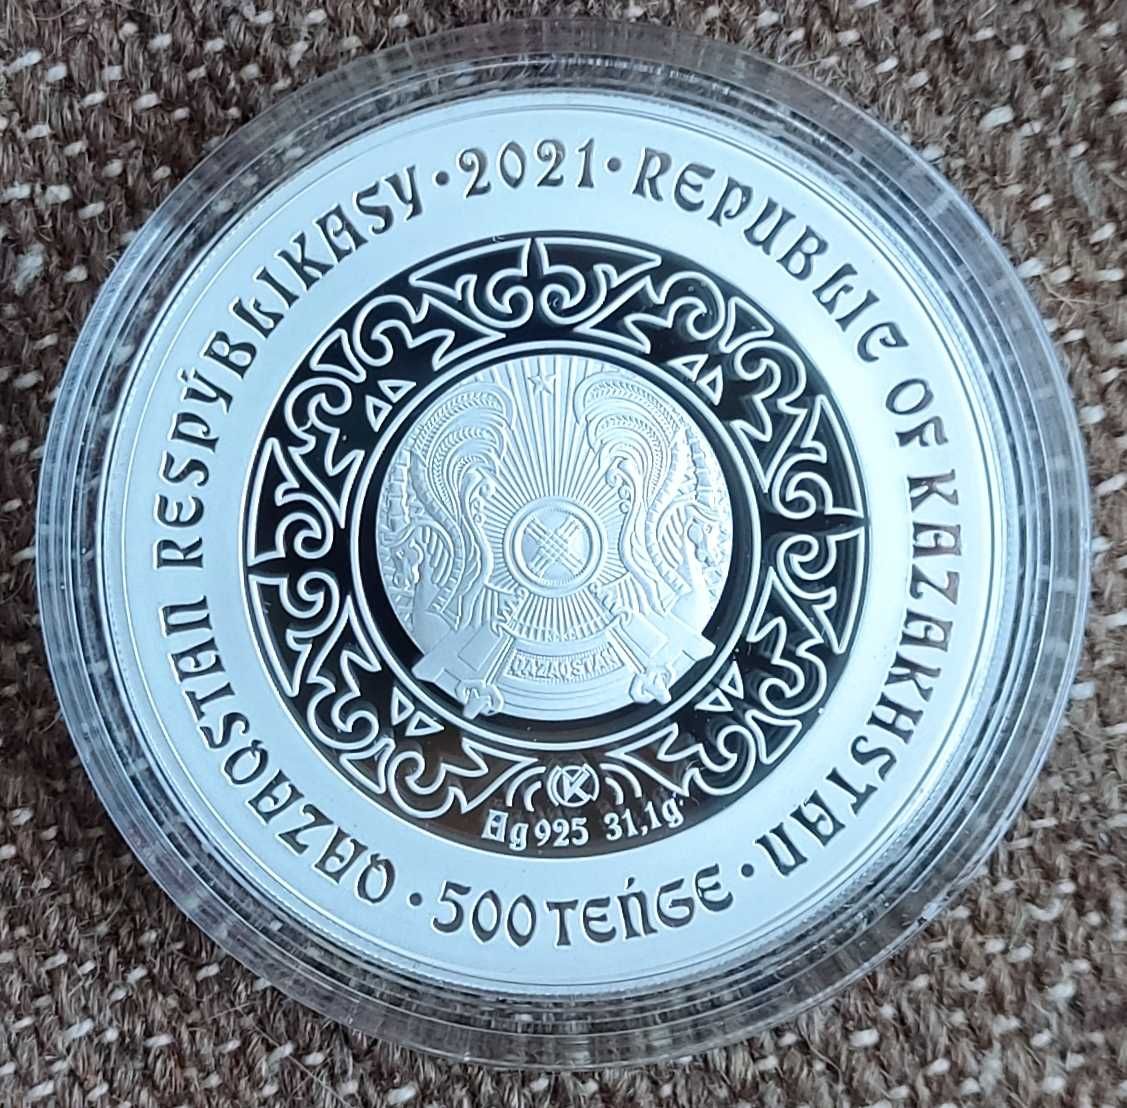 QAZAQSTAN RESPÝBLIKASY · 2021 · REPUBLIC OF KAZAKHSTAN · 500 TEŃGE ·
QAZAQSTAN
Ag 925 31,1g